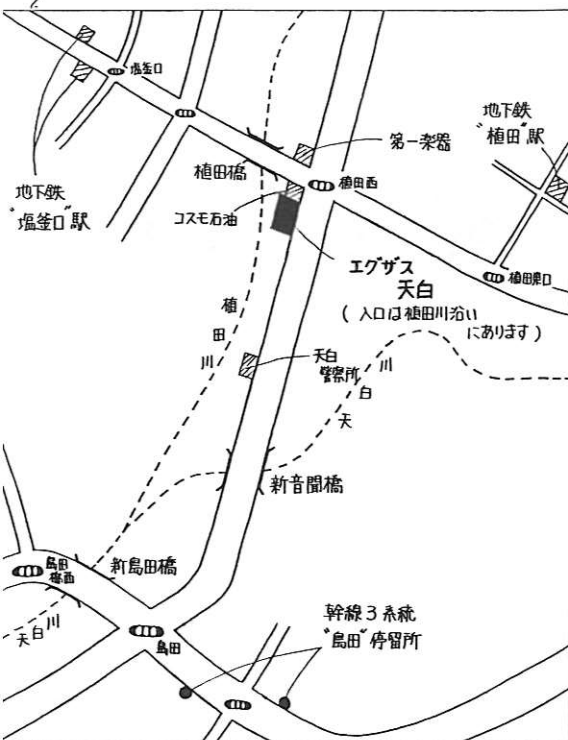 塩釜口
第一楽器
地下鉄
"植田"駅
植田橋
植田西
地下鉄
"塩釜口"駅
コスモ石油
植田東口
エグザス
天白
( 入口は植田川沿い
にあります )
植田川
天白
警察所
天白川
新音聞橋
島田
橋西
新島田橋
天白川
島田
幹線3系統
"島田"停留所